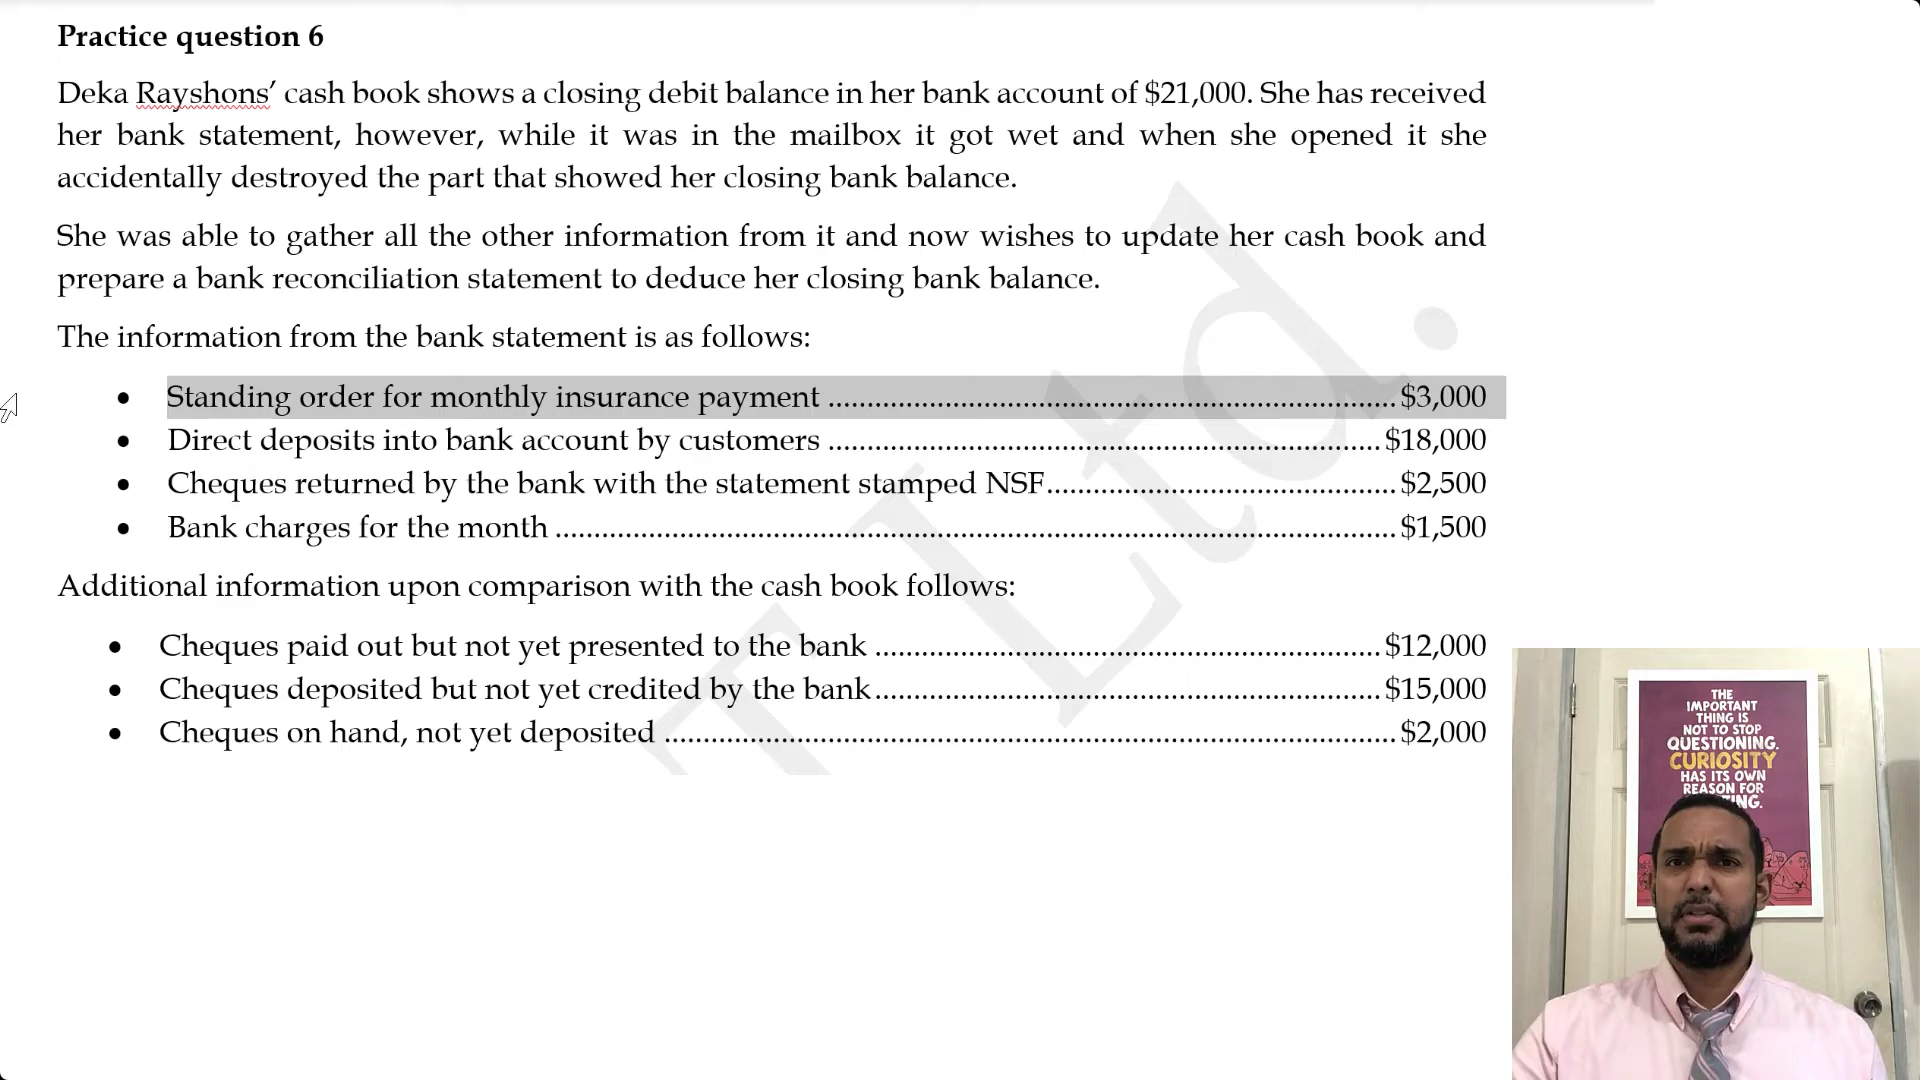 Practice question 6
Deka Rayshons’ cash book shows a closing debit balance in her bank account of $21,000. She has received
her bank statement, however, while it was in the mailbox it got wet and when she opened it she
accidentally destroyed the part that showed her closing bank balance.
She was able to gather all the other information from it and now wishes to update her cash book and
prepare a bank reconciliation statement to deduce her closing bank balance.
The information from the bank statement is as follows:
• Standing order for monthly insurance payment ........................................................................ $3,000
• Direct deposits into bank account by customers ...................................................................... $18,000
• Cheques returned by the bank with the statement stamped NSF............................................. $2,500
• Bank charges for the month ........................................................................................................... $1,500
Additional information upon comparison with the cash book follows:
• Cheques paid out but not yet presented to the bank ................................................................ $12,000
• Cheques deposited but not yet credited by the bank ................................................................ $15,000
• Cheques on hand, not yet deposited ............................................................................................. $2,000
T Ltd.
THE
IMPORTANT
THING IS
NOT TO STOP
QUESTIONING.
CURIOSITY
HAS ITS OWN
REASON FOR